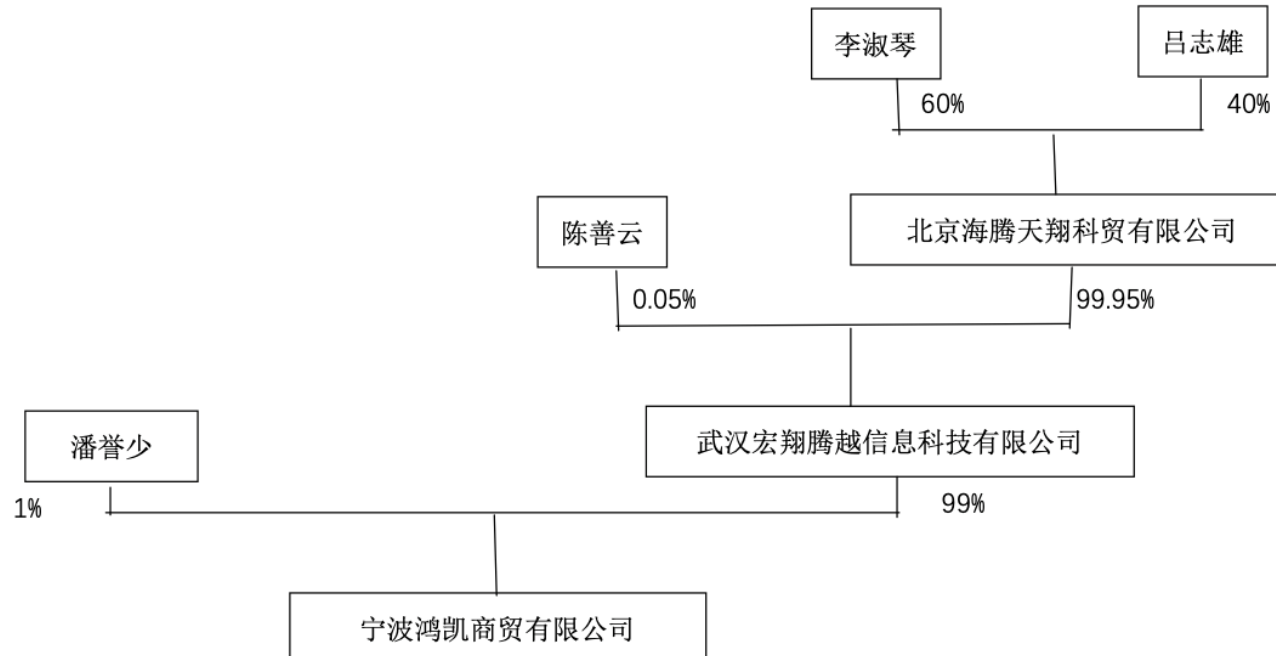 李淑琴
吕志雄
60%
40%
陈善云
北京海腾天翔科贸有限公司
0.05%
99.95%
潘誉少
武汉宏翔腾越信息科技有限公司
1%
99%
宁波鸿凯商贸有限公司